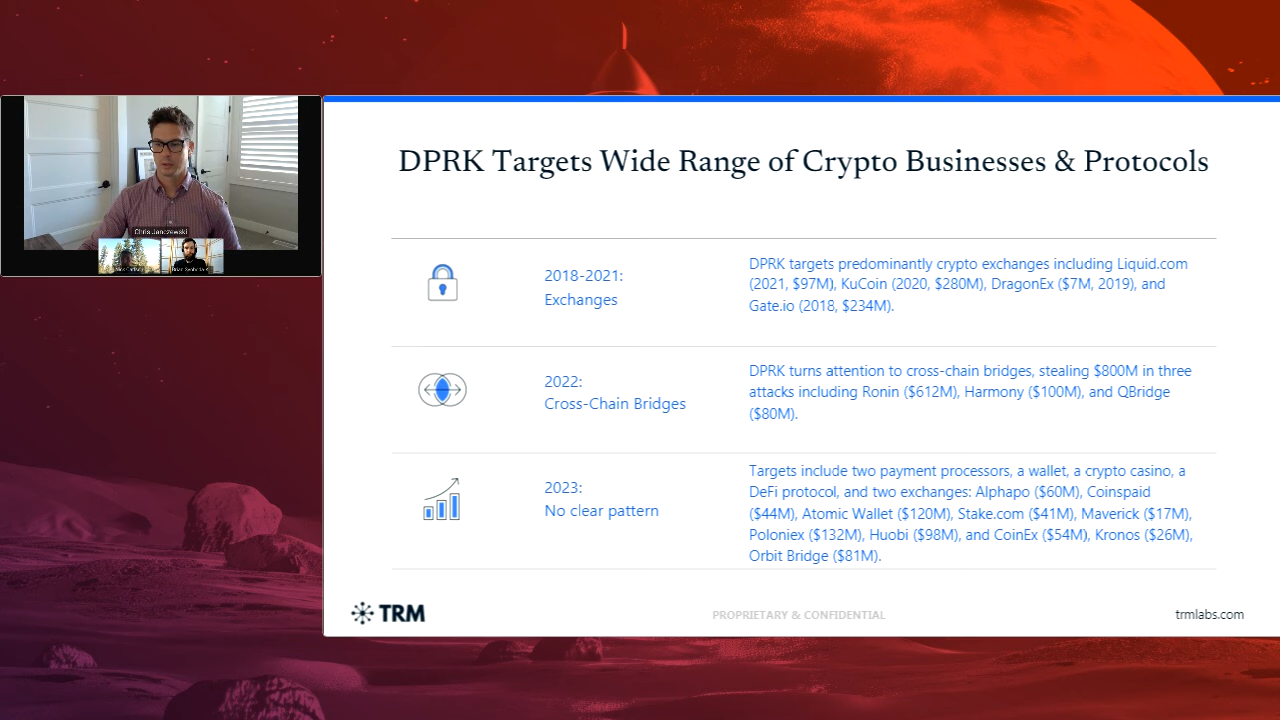 DPRK Targets Wide Range of Crypto Businesses & Protocols
Chris Janczewski
2018-2021:
Exchanges
DPRK targets predominantly crypto exchanges including Liquid.com
(2021, $97M), KuCoin (2020, $280M), DragonEx ($7M, 2019), and
Gate.io (2018, $234M).
2022:
Cross-Chain Bridges
DPRK turns attention to cross-chain bridges, stealing $800M in three
attacks including Ronin ($612M), Harmony ($100M), and QBridge
($80M).
2023:
No clear pattern
Targets include two payment processors, a wallet, a crypto casino, a
DeFi protocol, and two exchanges: Alphapo ($60M), Coinspaid
($44M), Atomic Wallet ($120M), Stake.com ($41M), Maverick ($17M),
Poloniex ($132M), Huobi ($98M), and CoinEx ($54M), Kronos ($26M),
Orbit Bridge ($81M).
TRM
PROPRIETARY & CONFIDENTIAL
trmlabs.com